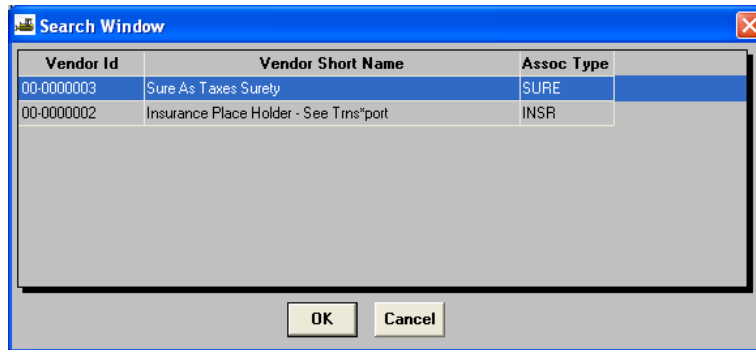 Search Window
Vendor Id Vendor Short Name Assoc Type
00-0000003 Sure As Taxes Surety SURE
00-0000002 Insurance Place Holder - See Trns*port INSR
OK Cancel